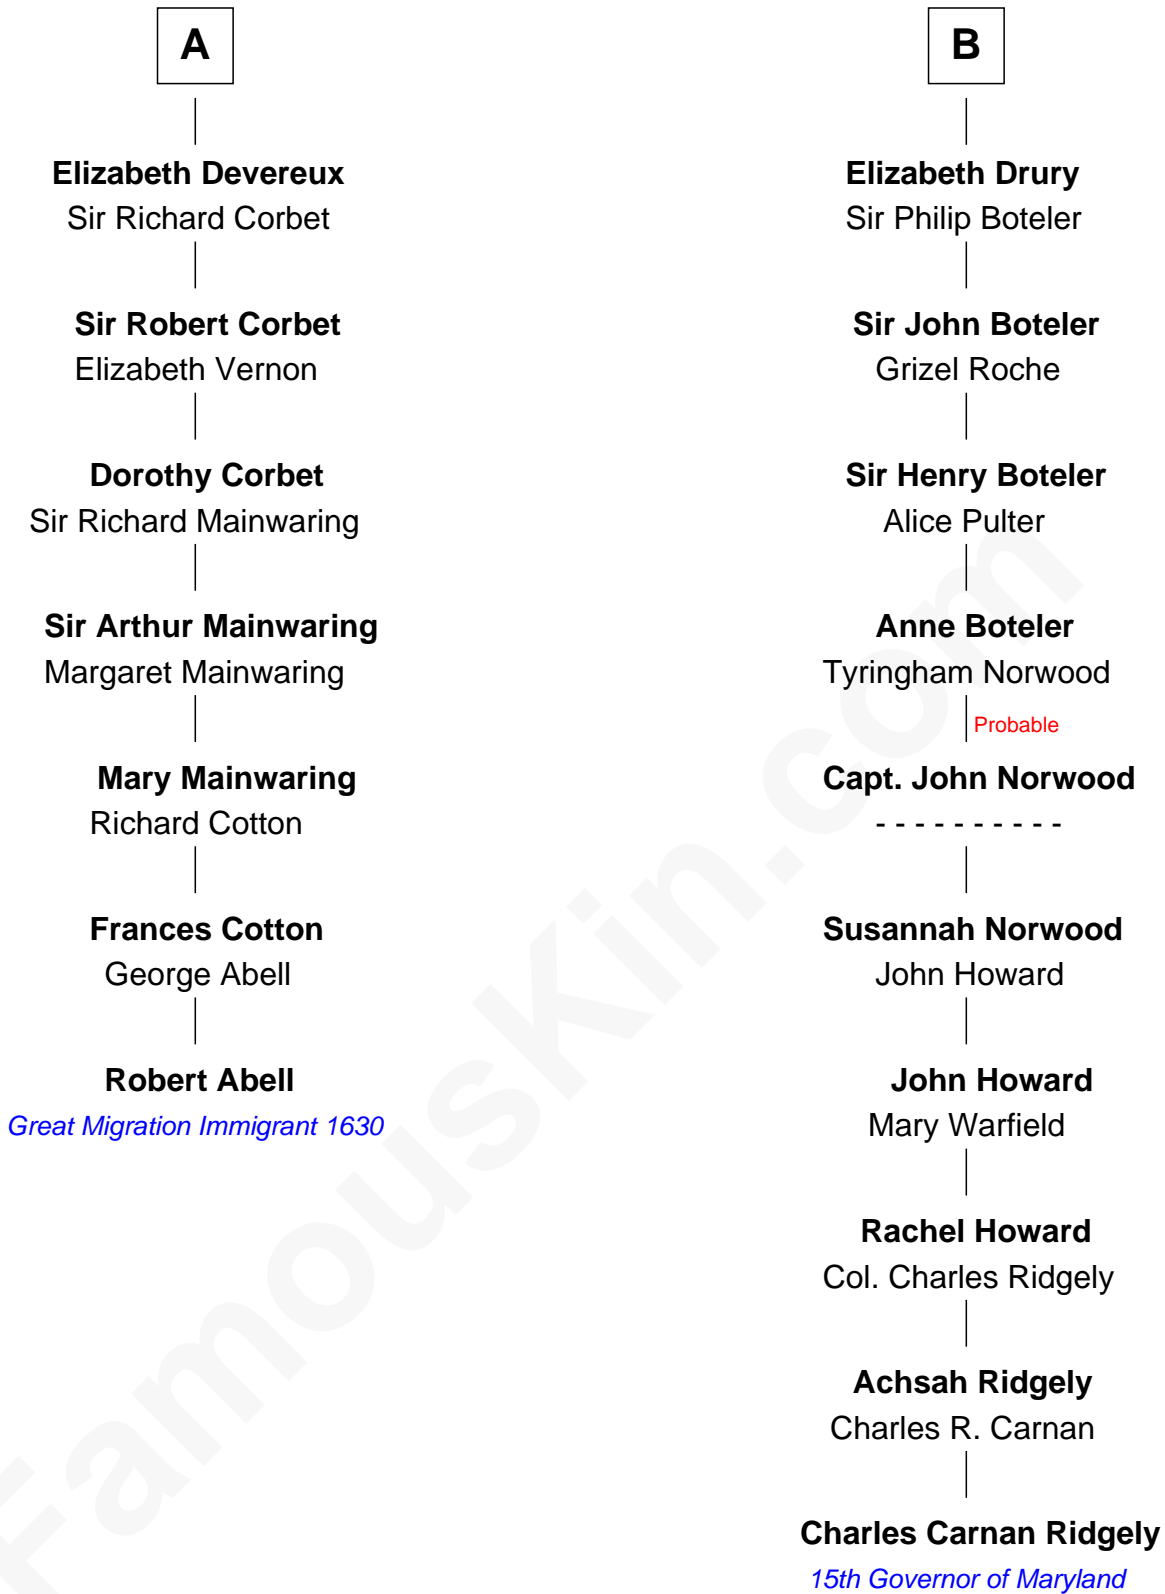 A
Elizabeth Devereux
Sir Richard Corbet
Sir Robert Corbet
Elizabeth Vernon
Dorothy Corbet
Sir Richard Mainwaring
Sir Arthur Mainwaring
Margaret Mainwaring
Mary Mainwaring
Richard Cotton
Frances Cotton
George Abell
Robert Abell
Great Migration Immigrant 1630
B
Elizabeth Drury
Sir Philip Boteler
Sir John Boteler
Grizel Roche
Sir Henry Boteler
Alice Pulter
Anne Boteler
Tyringham Norwood
Probable
Capt. John Norwood
- - - - - - - - - -
Susannah Norwood
John Howard
John Howard
Mary Warfield
Rachel Howard
Col. Charles Ridgely
Achsah Ridgely
Charles R. Carnan
Charles Carnan Ridgely
15th Governor of Maryland
FamousKin.com